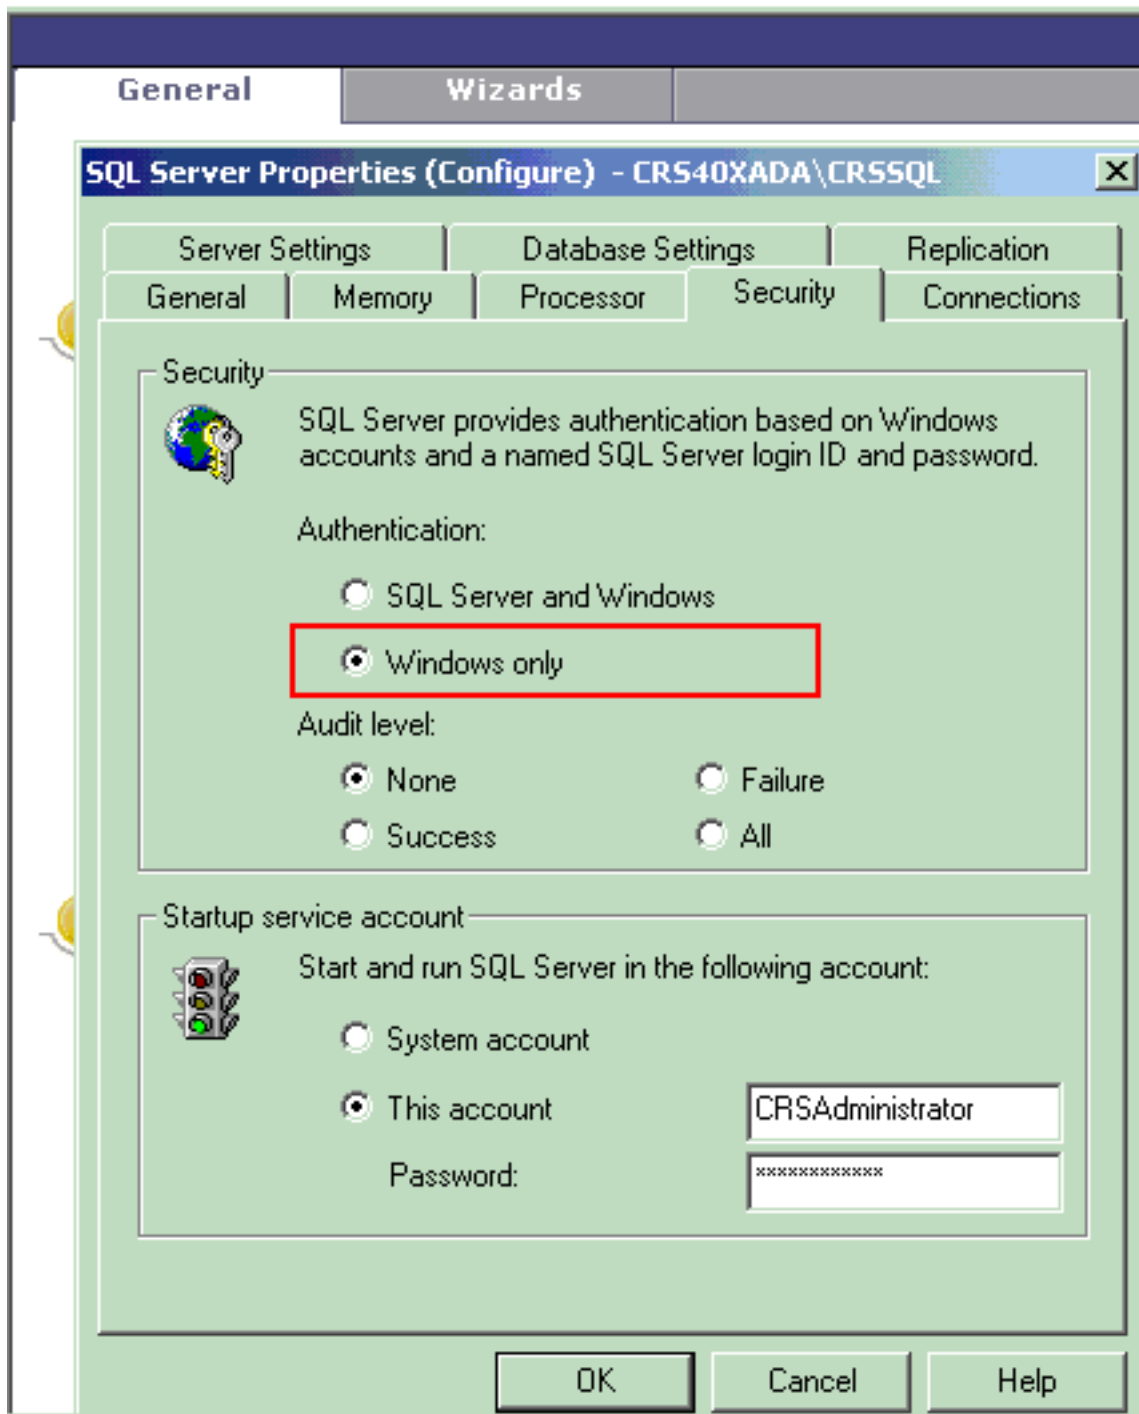 General Wizards
SQL Server Properties (Configure) - CRS40XADA\CRSSQL
Server Settings Database Settings Replication
General Memory Processor Security Connections
Security
SQL Server provides authentication based on Windows
accounts and a named SQL Server login ID and password.
Authentication:
SQL Server and Windows
Windows only
Audit level:
None Failure
Success All
Startup service account
Start and run SQL Server in the following account:
System account
This account CRSAdministrator
Password: ************
OK Cancel Help